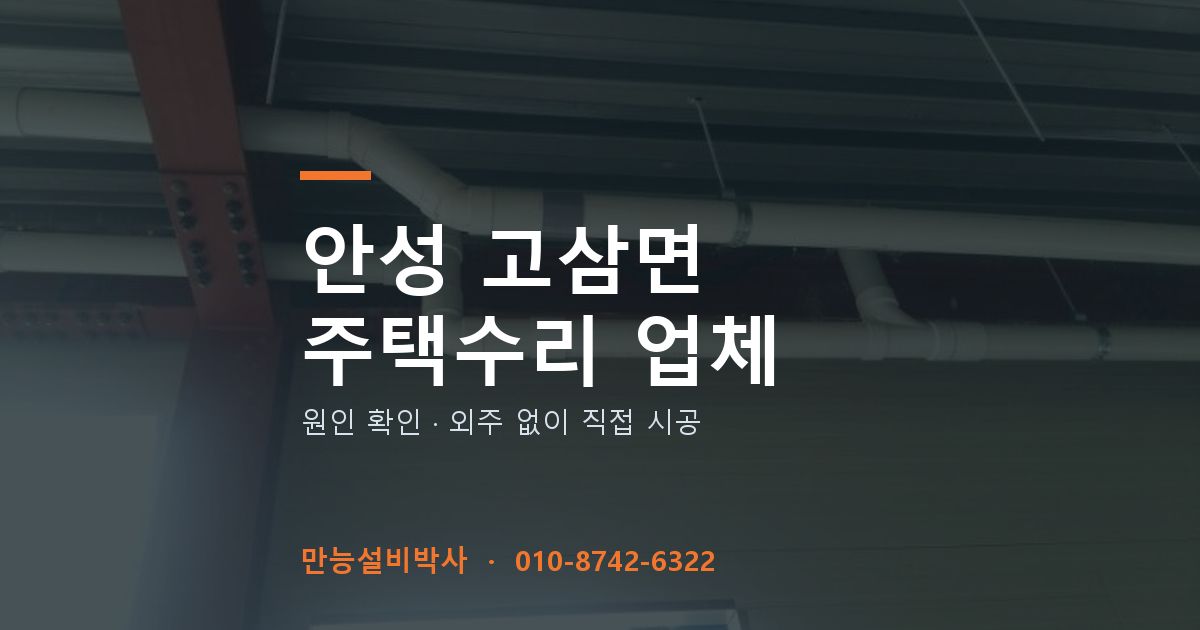 안성 고삼면
주택수리 업체
원인 확인 · 외주 없이 직접 시공
만능설비박사 · 010-8742-6322